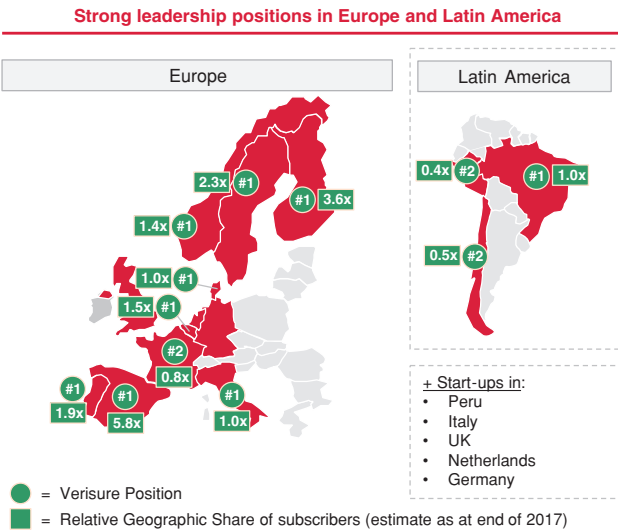 Strong leadership positions in Europe and Latin America
Europe
Latin America
2.3x #1
#1 3.6x
1.4x #1
1.0x #1
1.5x #1
#2
0.8x
#1
1.9x
#1
5.8x
#1
1.0x
0.4x #2
#1 1.0x
0.5x #2
+ Start-ups in:
• Peru
• Italy
• UK
• Netherlands
• Germany
= Verisure Position
= Relative Geographic Share of subscribers (estimate as at end of 2017)